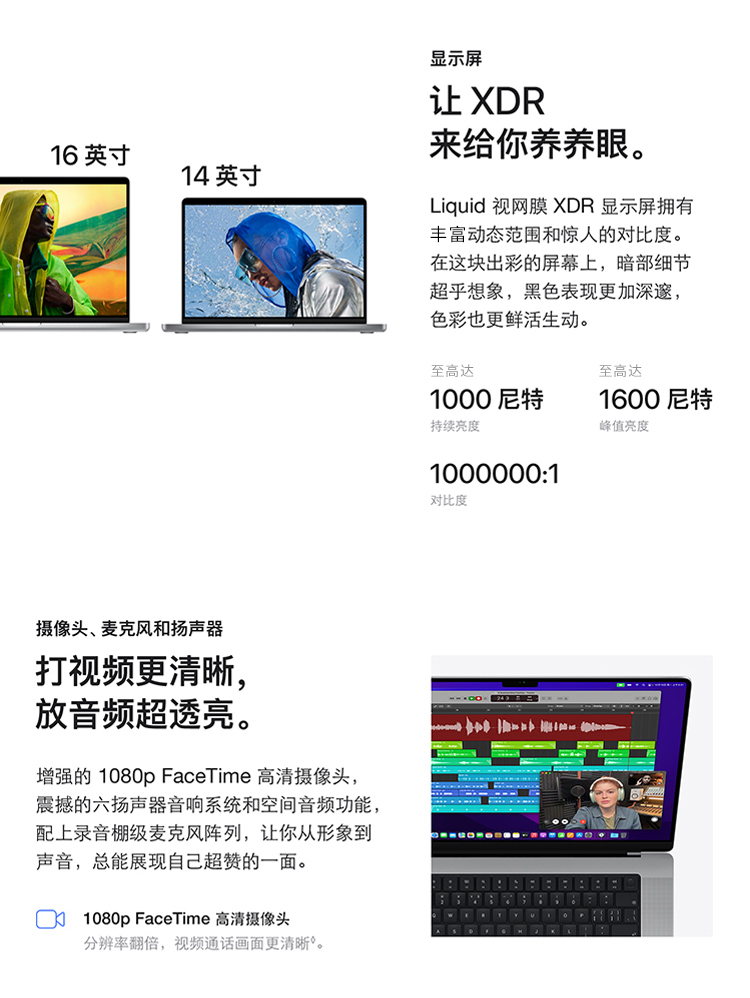 显示屏
让 XDR
来给你养养眼。
16 英寸
14 英寸
Liquid 视网膜 XDR 显示屏拥有
丰富动态范围和惊人的对比度。
在这块出彩的屏幕上，暗部细节
超乎想象，黑色表现更加深邃，
色彩也更鲜活生动。
至高达
1000 尼特
持续亮度
至高达
1600 尼特
峰值亮度
1000000:1
对比度
摄像头、麦克风和扬声器
打视频更清晰，
放音频超透亮。
增强的 1080p FaceTime 高清摄像头，
震撼的六扬声器音响系统和空间音频功能，
配上录音棚级麦克风阵列，让你从形象到
声音，总能展现自己超赞的一面。
1080p FaceTime 高清摄像头
分辨率翻倍，视频通话画面更清晰◊。